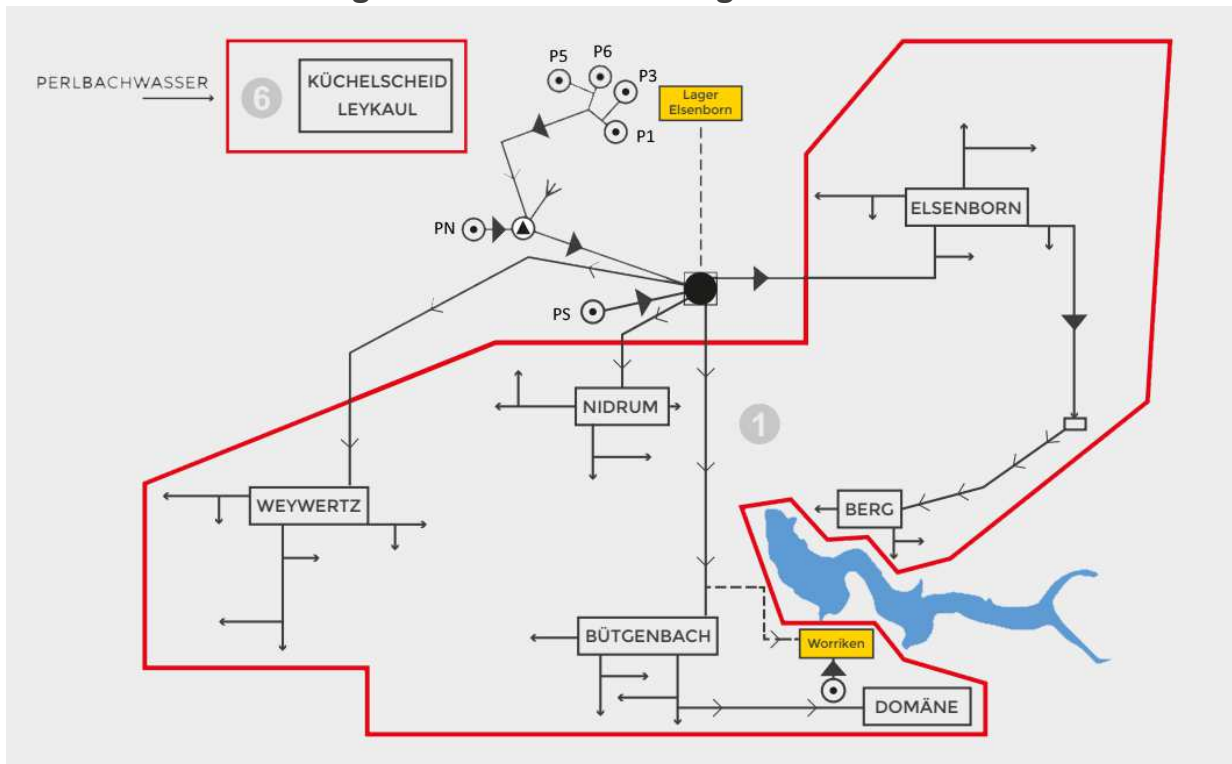 PERLBACHWASSER
6
KÜCHELSCHEID
LEYKAUL
P5
P6
P3
P1
Lager
Elsenborn
ELSENBORN
PN
PS
NIDRUM
1
WEYWERTZ
BERG
BÜTGENBACH
Worriken
DOMÄNE